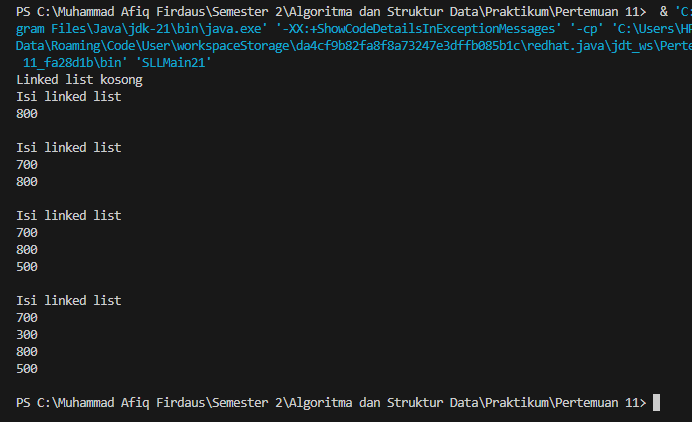 PS C:\Muhammad Afiq Firdaus\Semester 2\Algoritma dan Struktur Data\Praktikum\Pertemuan 11>  & 'C:
gram Files\Java\jdk-21\bin\java.exe' '-XX:+ShowCodeDetailsInExceptionMessages' '-cp' 'C:\Users\HP
Data\Roaming\Code\User\workspaceStorage\da4cf9b82fa8f8a73247e3dffb085b1c\redhat.java\jdt_ws\Perte
 11_fa28d1b\bin' 'SLLMain21'
Linked list kosong
Isi linked list
800
Isi linked list
700
800
Isi linked list
700
800
500
Isi linked list
700
300
800
500
PS C:\Muhammad Afiq Firdaus\Semester 2\Algoritma dan Struktur Data\Praktikum\Pertemuan 11>